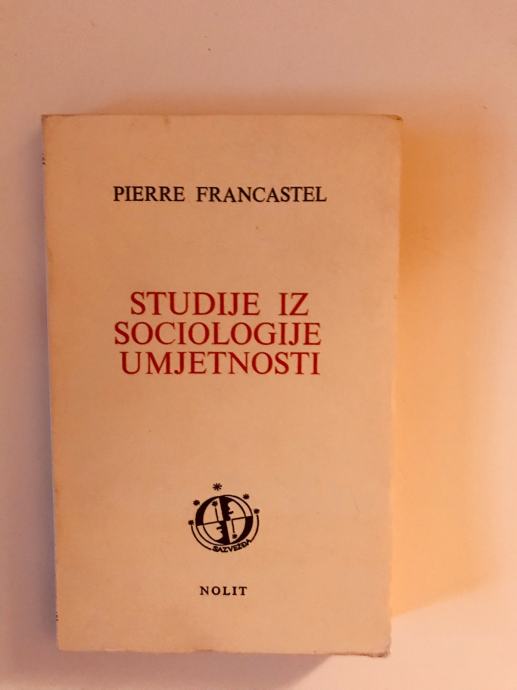 PIERRE FRANCASTEL
STUDIJE IZ
SOCIOLOGIJE
UMJETNOSTI
SAZVEŽĐA
NOLIT